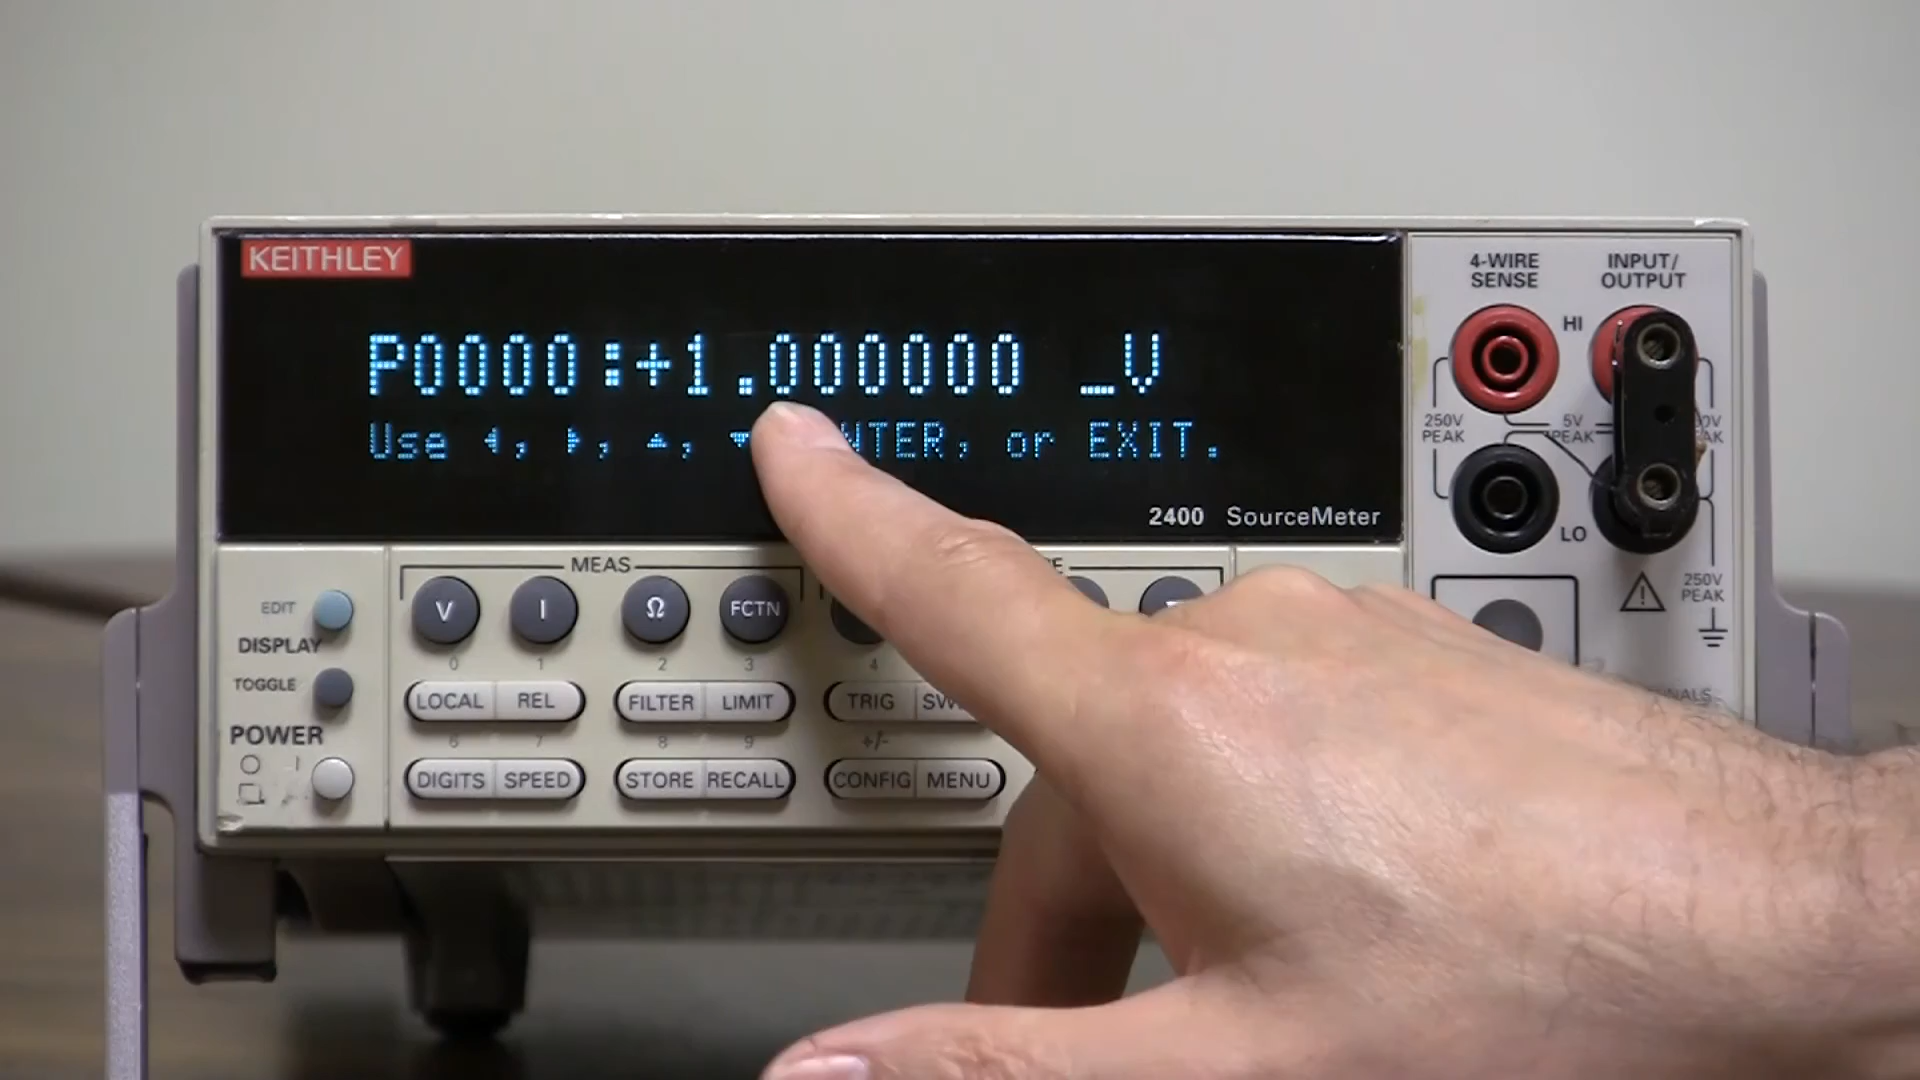 KEITHLEY
P0000:+1.000000 _V
Use ◀, ▶, ▲, ▼ NTER, or EXIT.
2400 SourceMeter
4-WIRE SENSE
INPUT/ OUTPUT
HI
250V PEAK
5V PEAK
LO
250V PEAK
MEAS
EDIT
V I Ω FCTN
DISPLAY
0 1 2 3 4
TOGGLE
LOCAL REL FILTER LIMIT TRIG
POWER
6 7 8 9 +/-
DIGITS SPEED STORE RECALL CONFIG MENU